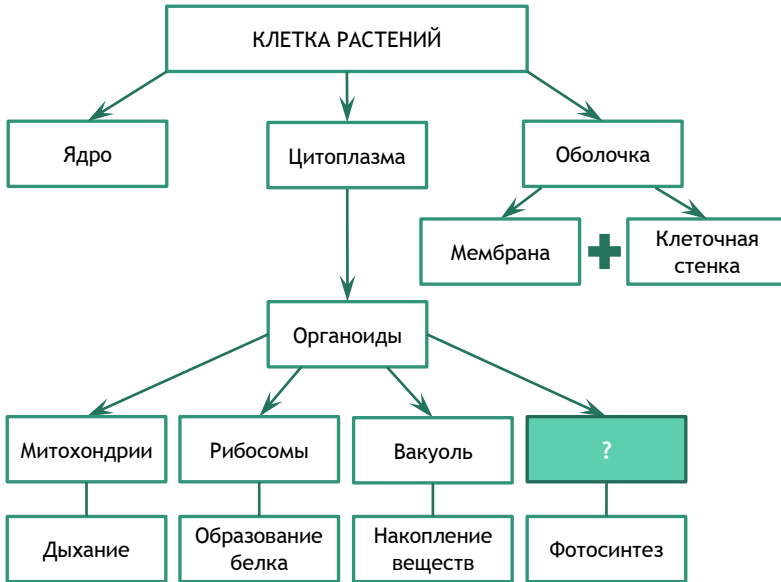 КЛЕТКА РАСТЕНИЙ
Ядро
Цитоплазма
Оболочка
Мембрана
Клеточная
стенка
Органоиды
Митохондрии
Рибосомы
Вакуоль
?
Дыхание
Образование
белка
Накопление
веществ
Фотосинтез